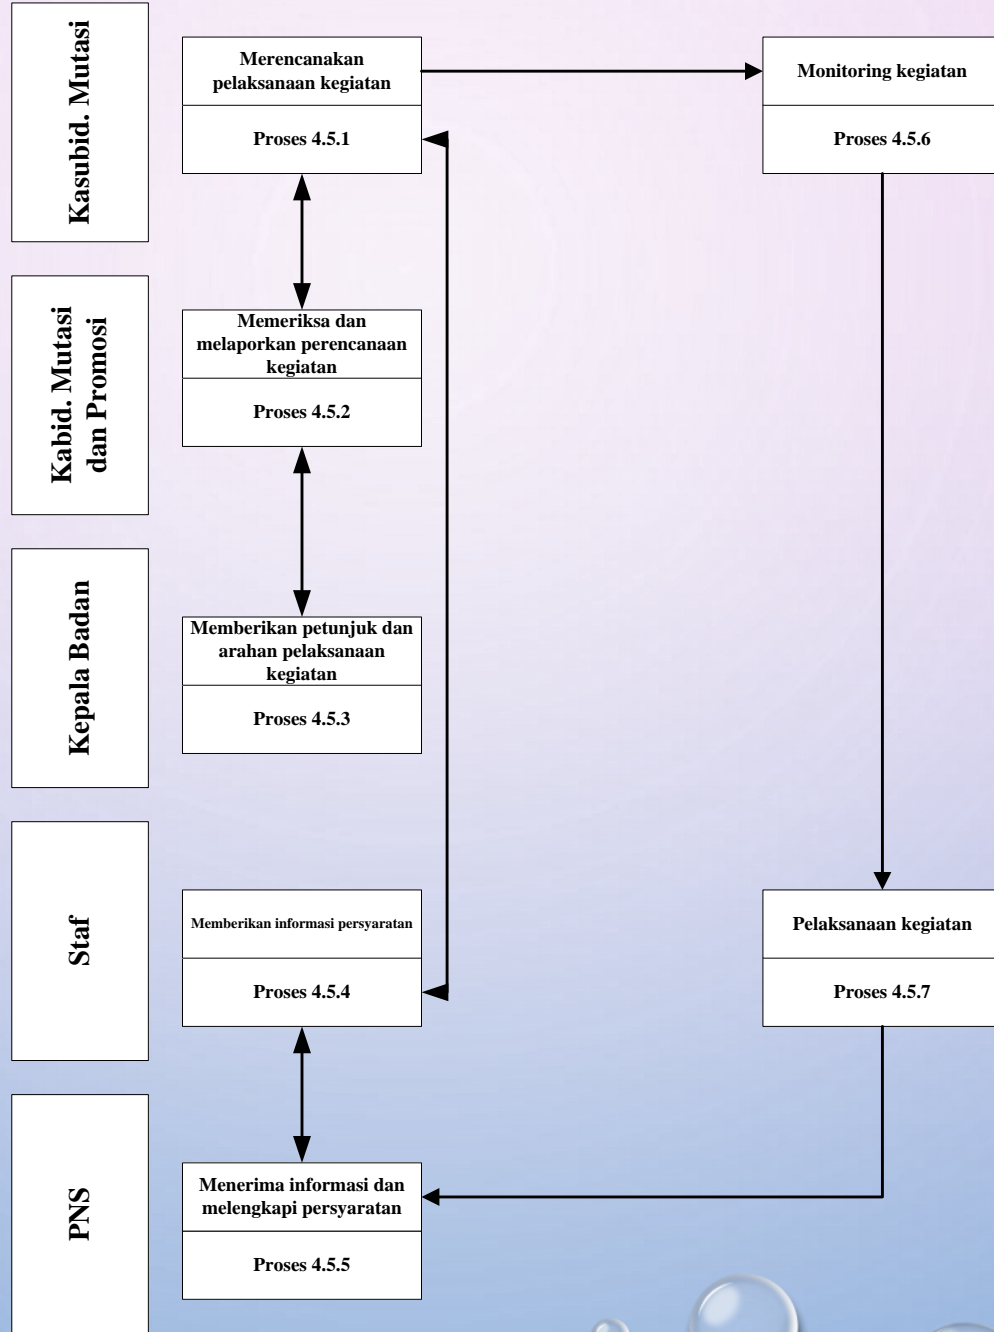 Kasubid. Mutasi
Merencanakan
pelaksanaan kegiatan
Proses 4.5.1
Monitoring kegiatan
Proses 4.5.6
Kabid. Mutasi
dan Promosi
Memeriksa dan
melaporkan perencanaan
kegiatan
Proses 4.5.2
Kepala Badan
Memberikan petunjuk dan
arahan pelaksanaan
kegiatan
Proses 4.5.3
Staf
Memberikan informasi persyaratan
Proses 4.5.4
Pelaksanaan kegiatan
Proses 4.5.7
PNS
Menerima informasi dan
melengkapi persyaratan
Proses 4.5.5